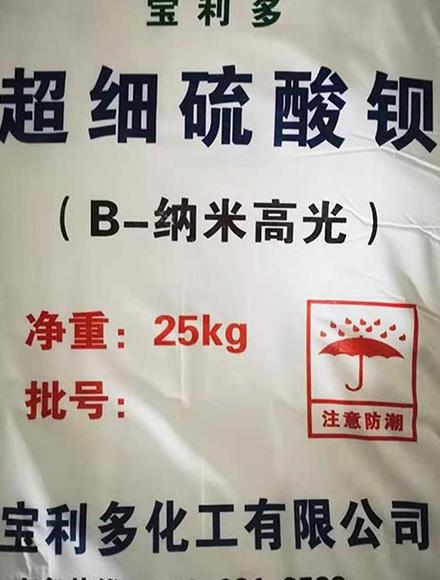 宝利多
超细硫酸钡
(B-纳米高光)
净重: 25kg
批号:
注意防潮
宝利多化工有限公司